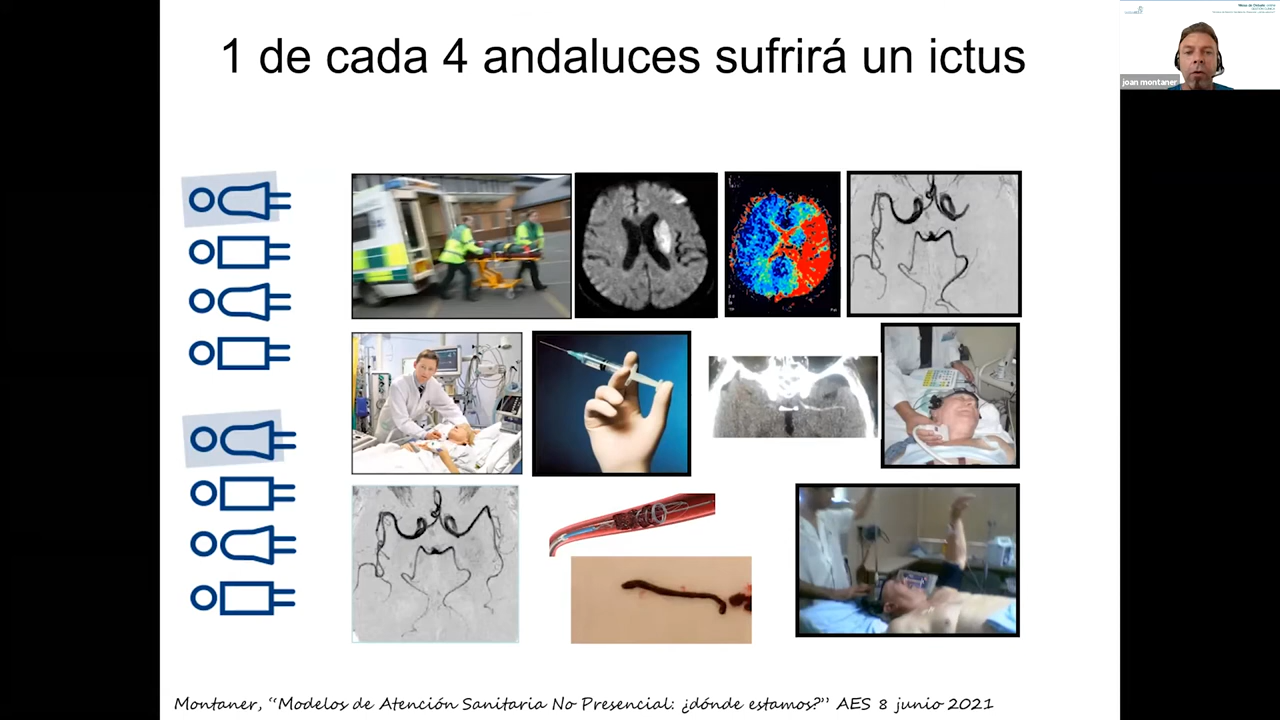 1 de cada 4 andaluces sufrirá un ictus
joan montaner
Montaner, “Modelos de Atención Sanitaria No Presencial: ¿dónde estamos?” AES 8 junio 2021